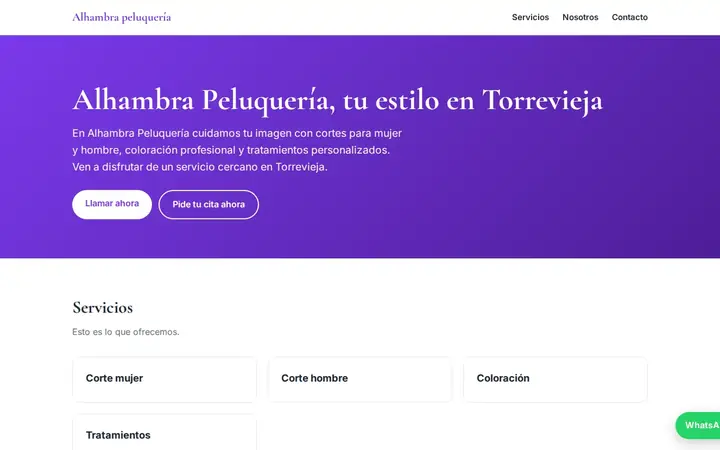 Alhambra peluquería
Servicios Nosotros Contacto
Alhambra Peluquería, tu estilo en Torrevieja
En Alhambra Peluquería cuidamos tu imagen con cortes para mujer
y hombre, coloración profesional y tratamientos personalizados.
Ven a disfrutar de un servicio cercano en Torrevieja.
Llamar ahora
Pide tu cita ahora
Servicios
Esto es lo que ofrecemos.
Corte mujer
Corte hombre
Coloración
Tratamientos
WhatsA